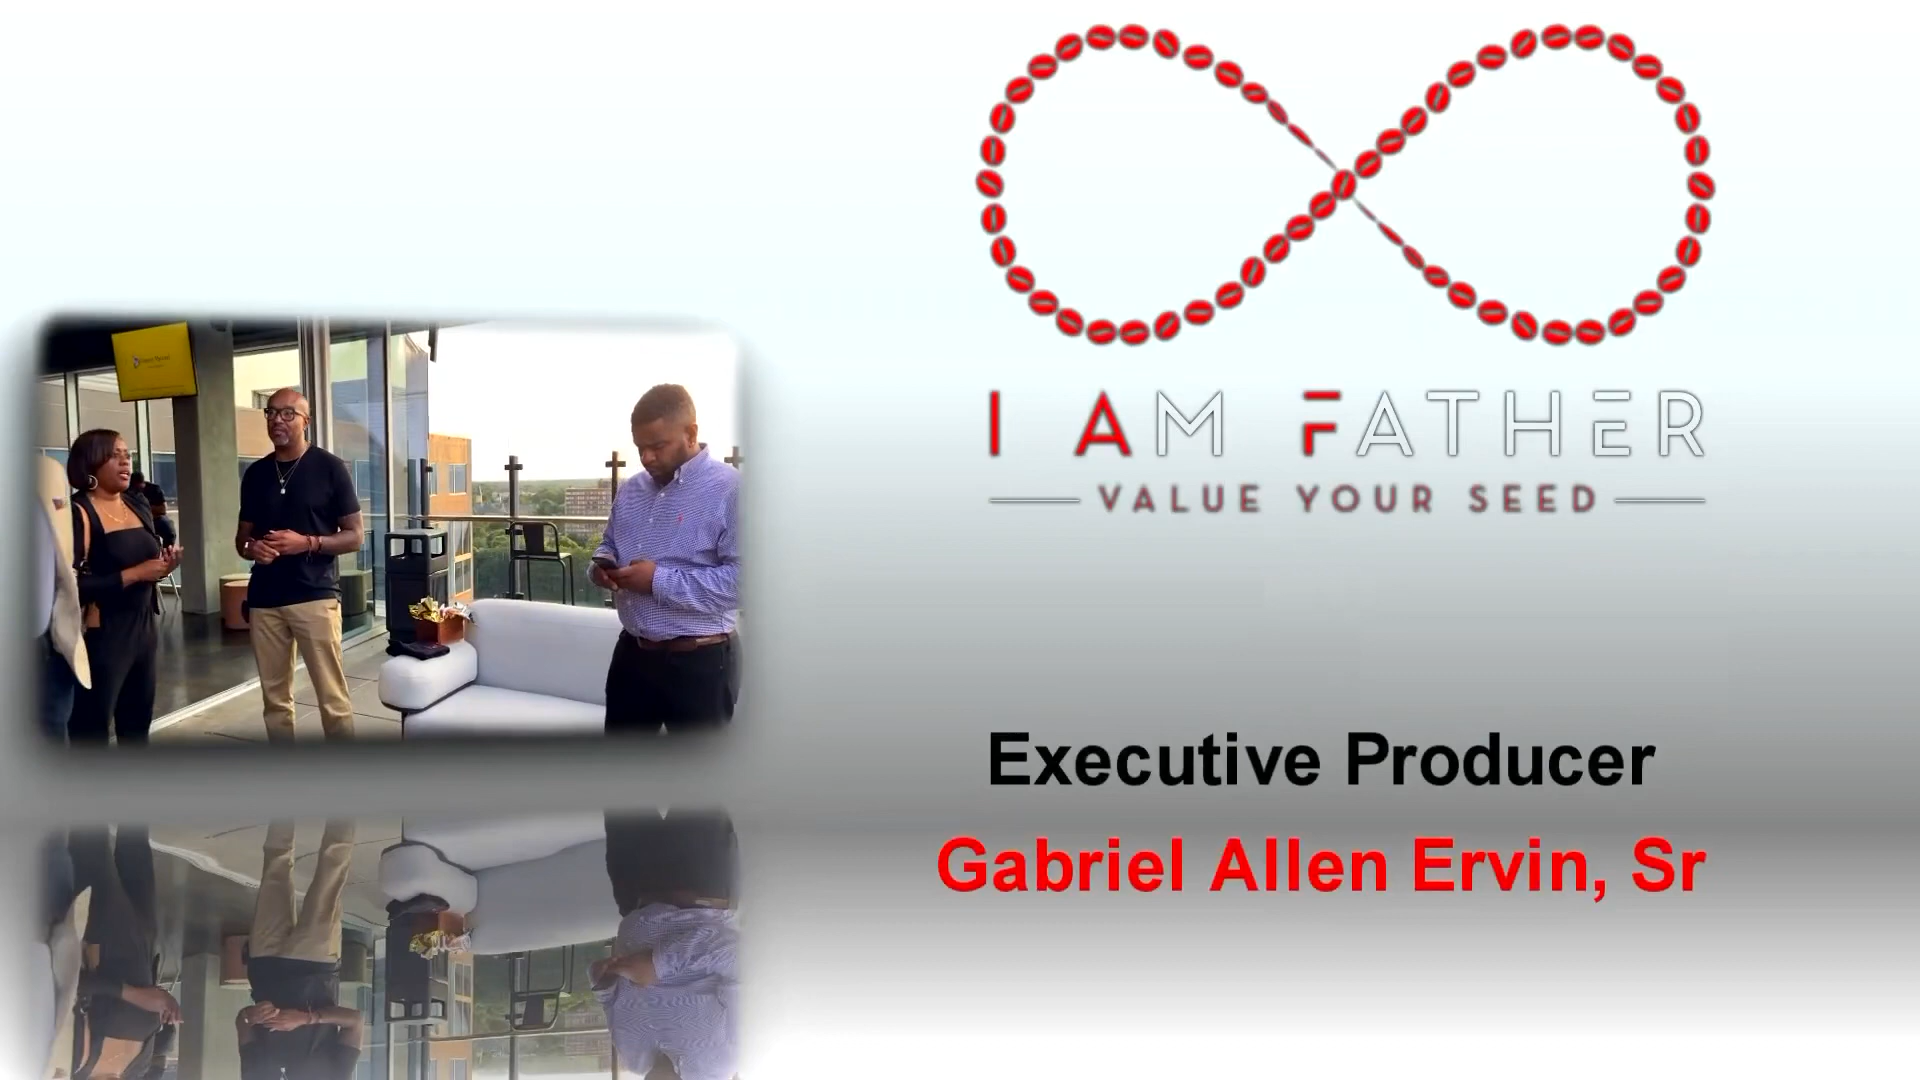 I AM FATHER
VALUE YOUR SEED
Executive Producer
Gabriel Allen Ervin, Sr